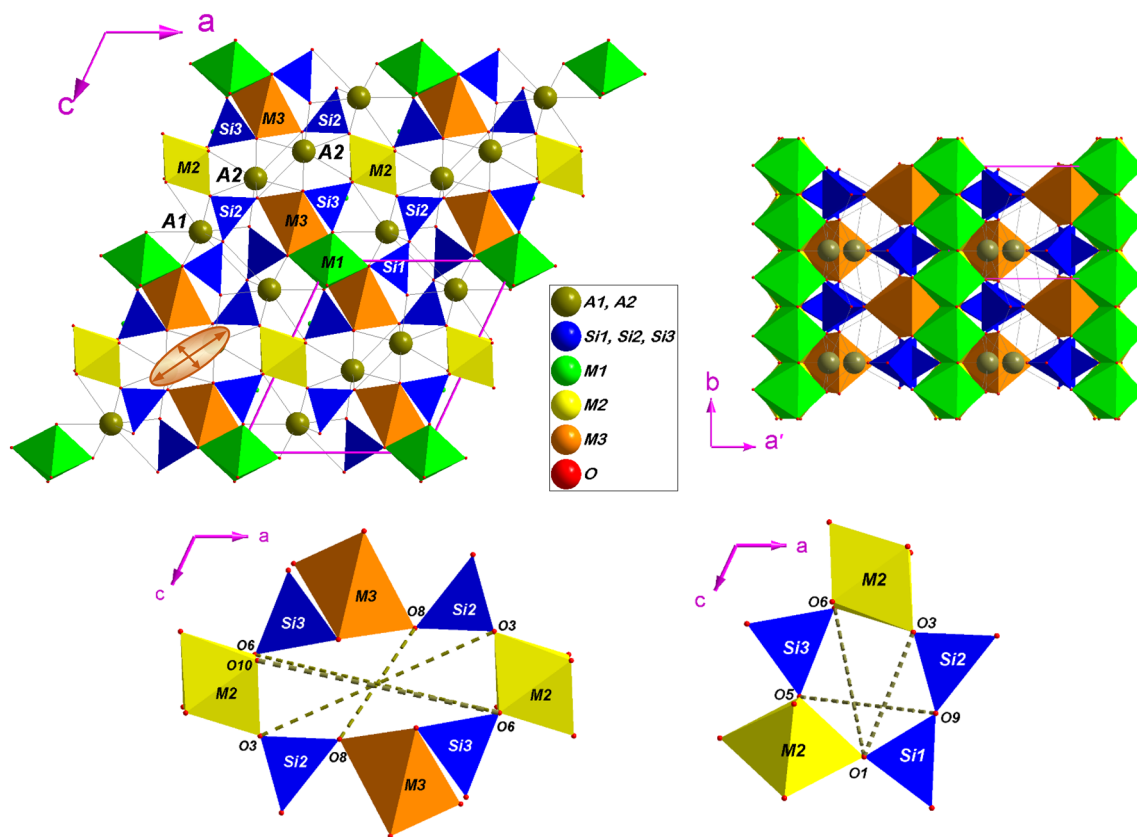 a
c
M3
Si3
Si2
M2
A2
M2
A2
Si2
Si3
Si2
A1
M3
M1
Si1
A1, A2
Si1, Si2, Si3
M1
M2
M3
O
b
a′
a
c
M3
Si2
Si3
O8
O3
O6
O10
M2
M2
O3
O6
Si2
O8
Si3
M3
a
c
M2
O6
O3
Si3
Si2
O5
O9
M2
Si1
O1